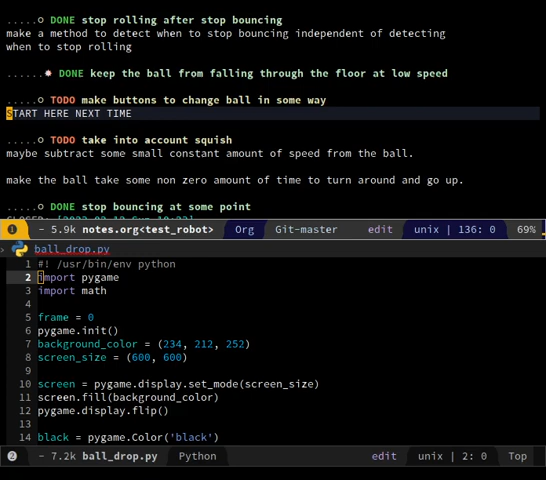 .....○ DONE stop rolling after stop bouncing
make a method to detect when to stop bouncing independent of detecting
when to stop rolling
......✸ DONE keep the ball from falling through the floor at low speed
.....○ TODO make buttons to change ball in some way
START HERE NEXT TIME
.....○ TODO take into account squish
maybe subtract some small constant amount of speed from the ball.
make the ball take some non zero amount of time to turn around and go up.
.....○ DONE stop bouncing at some point
❶ - 5.9k notes.org<test_robot> Org Git-master edit unix | 136: 0 69%
› ball_drop.py
1 #! /usr/bin/env python
2 import pygame
3 import math
4
5 frame = 0
6 pygame.init()
7 background_color = (234, 212, 252)
8 screen_size = (600, 600)
9
10 screen = pygame.display.set_mode(screen_size)
11 screen.fill(background_color)
12 pygame.display.flip()
13
14 black = pygame.Color('black')
❷ - 7.2k ball_drop.py Python edit unix | 2: 0 Top